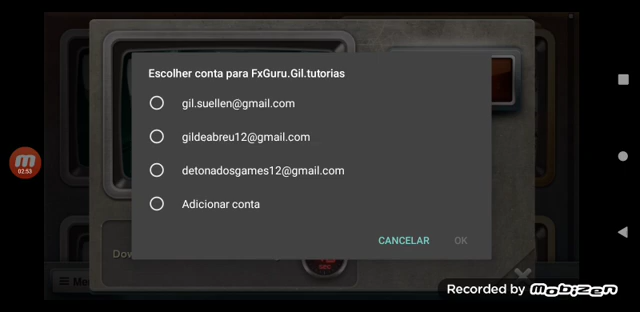 Escolher conta para FxGuru.Gil.tutorias
gil.suellen@gmail.com
gildeabreu12@gmail.com
detonadosgames12@gmail.com
Adicionar conta
CANCELAR OK
02:53
SEC
Recorded by mobizen